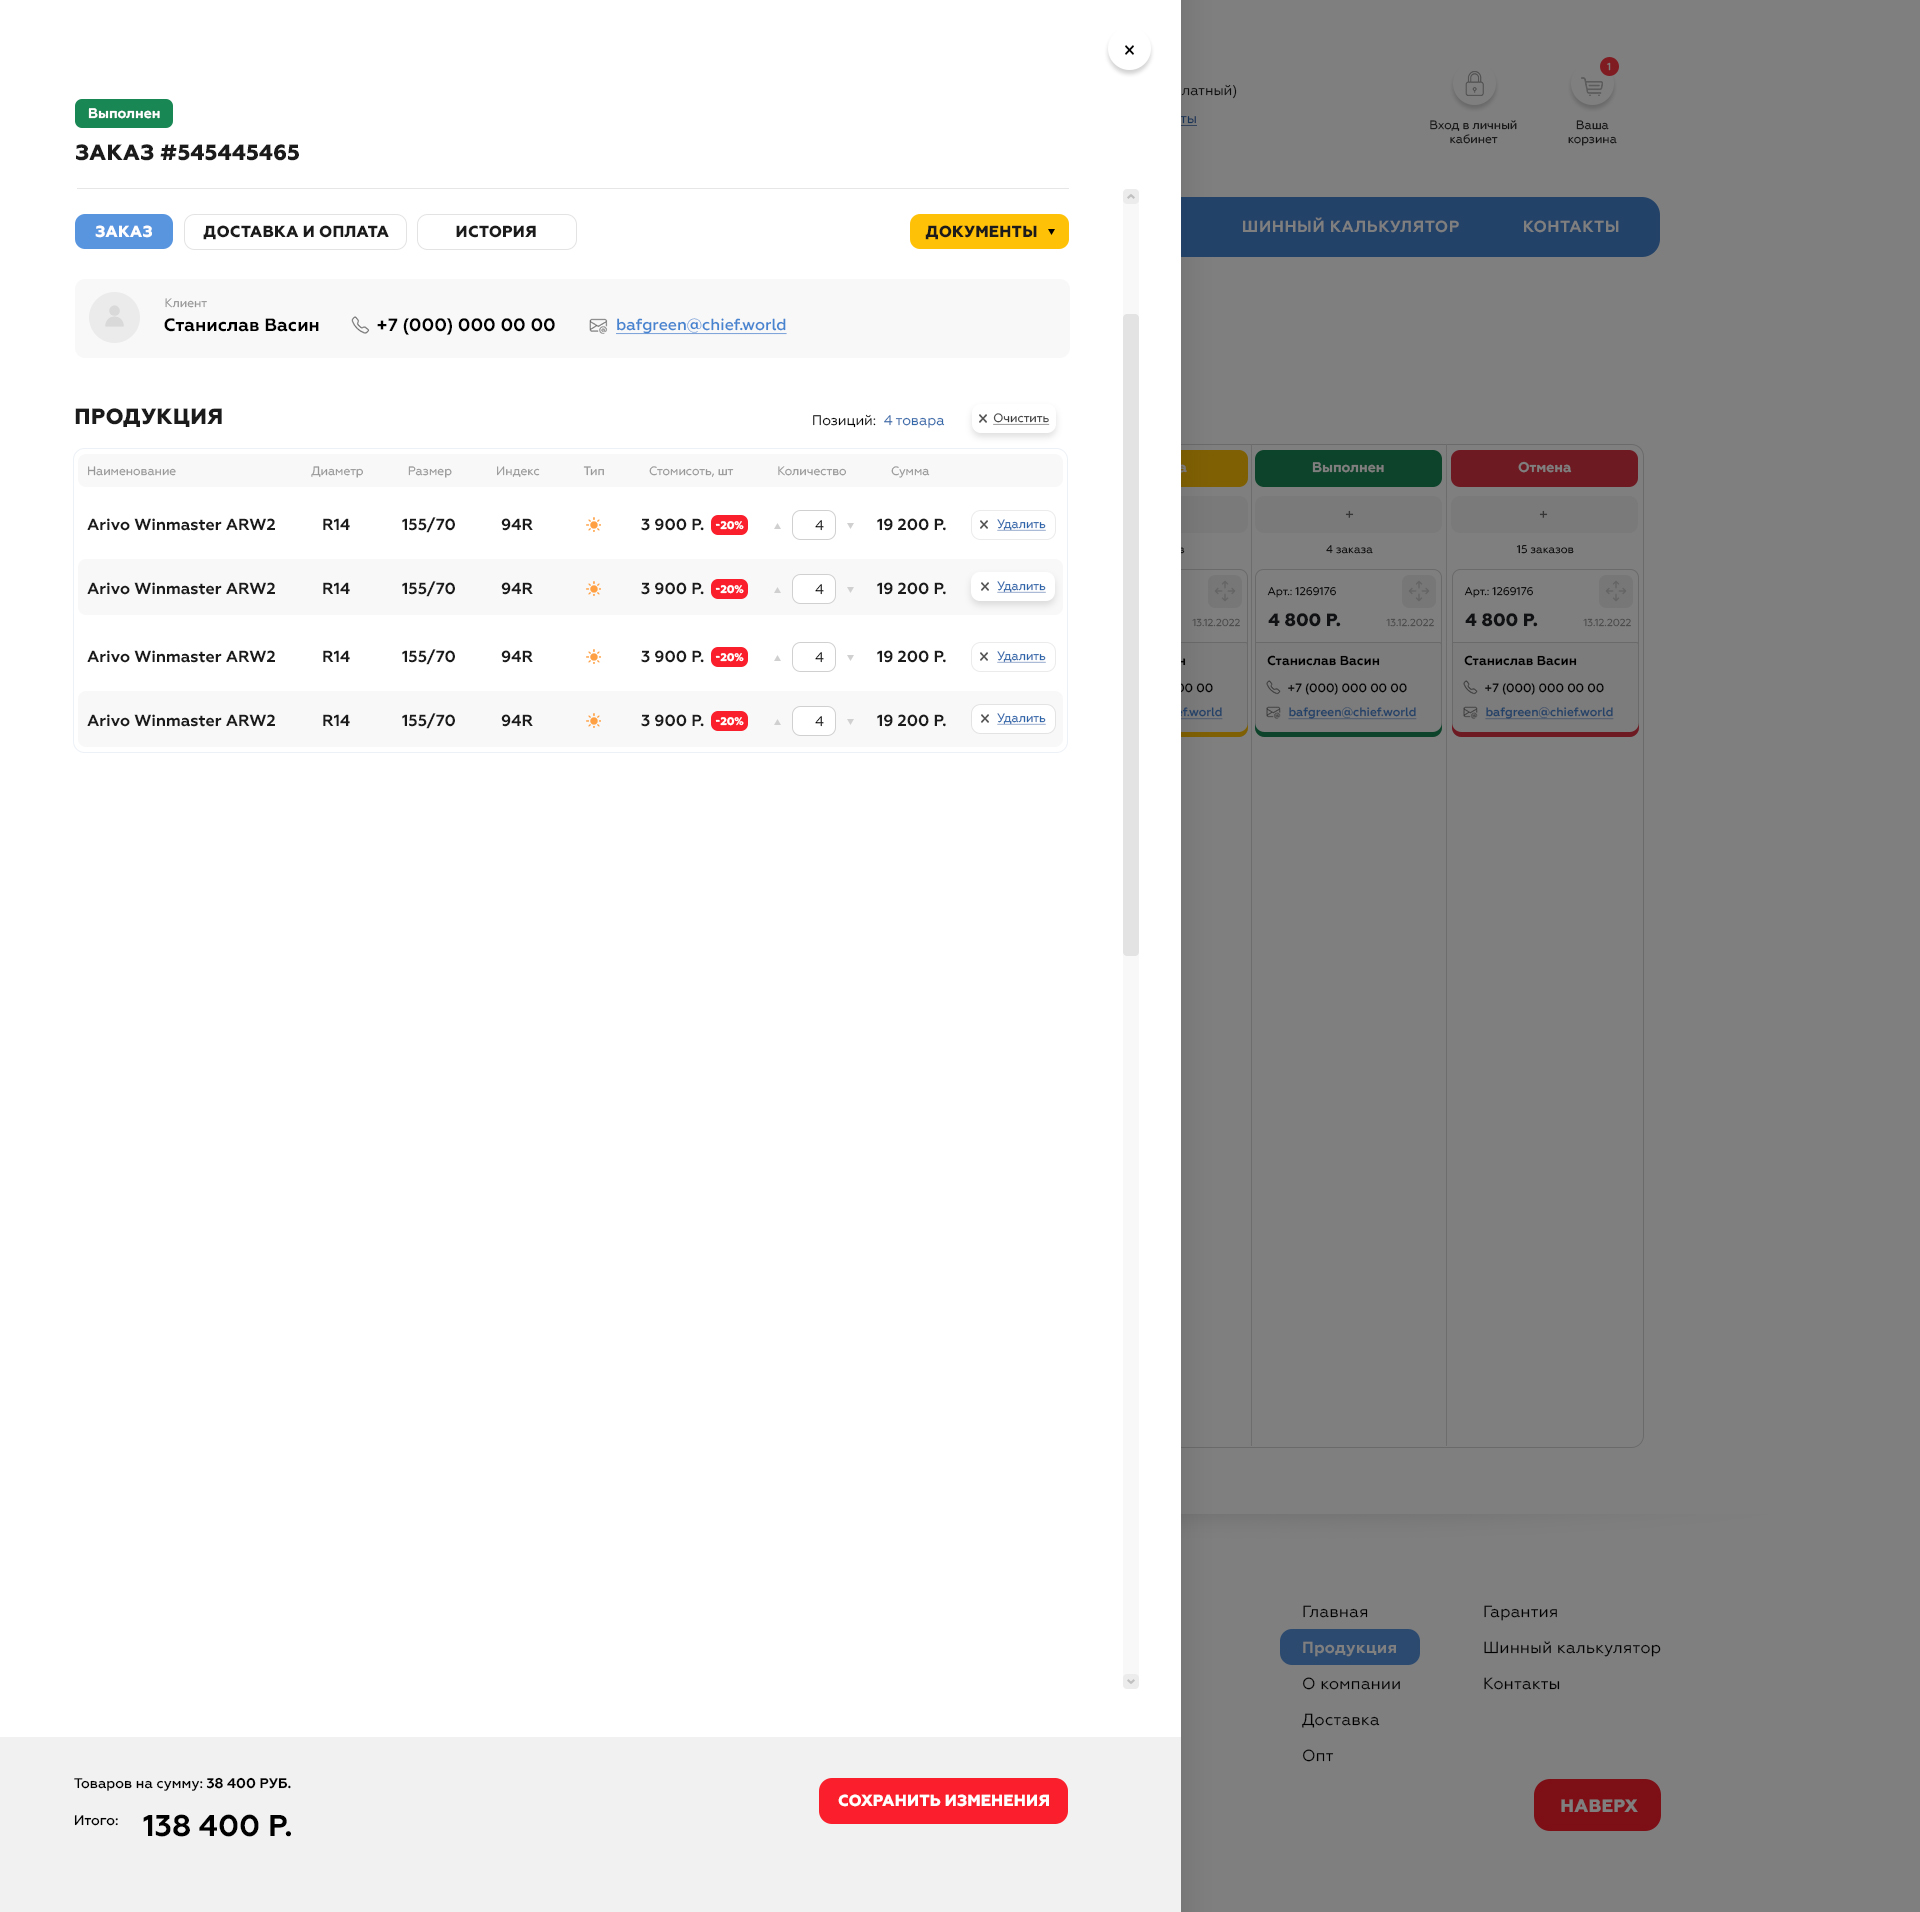 Выполнен
ЗАКАЗ #545445465
ЗАКАЗ
ДОСТАВКА И ОПЛАТА
ИСТОРИЯ
ДОКУМЕНТЫ
Клиент
Станислав Васин
+7 (000) 000 00 00
bafgreen@chief.world
ПРОДУКЦИЯ
Позиций: 4 товара
Очистить
Наименование Диаметр Размер Индекс Тип Стомисоть, шт Количество Сумма
Arivo Winmaster ARW2 R14 155/70 94R 3 900 Р. -20% 4 19 200 Р. Удалить
Arivo Winmaster ARW2 R14 155/70 94R 3 900 Р. -20% 4 19 200 Р. Удалить
Arivo Winmaster ARW2 R14 155/70 94R 3 900 Р. -20% 4 19 200 Р. Удалить
Arivo Winmaster ARW2 R14 155/70 94R 3 900 Р. -20% 4 19 200 Р. Удалить
Товаров на сумму: 38 400 РУБ.
Итого: 138 400 Р.
СОХРАНИТЬ ИЗМЕНЕНИЯ
латный)
ты
Вход в личный
кабинет
1
Ваша
корзина
ШИННЫЙ КАЛЬКУЛЯТОР
КОНТАКТЫ
а
13.12.2022
н
00 00
ef.world
Выполнен
+
4 заказа
Арт.: 1269176
4 800 Р.
13.12.2022
Станислав Васин
+7 (000) 000 00 00
bafgreen@chief.world
Отмена
+
15 заказов
Арт.: 1269176
4 800 Р.
13.12.2022
Станислав Васин
+7 (000) 000 00 00
bafgreen@chief.world
Главная
Продукция
О компании
Доставка
Опт
Гарантия
Шинный калькулятор
Контакты
НАВЕРХ